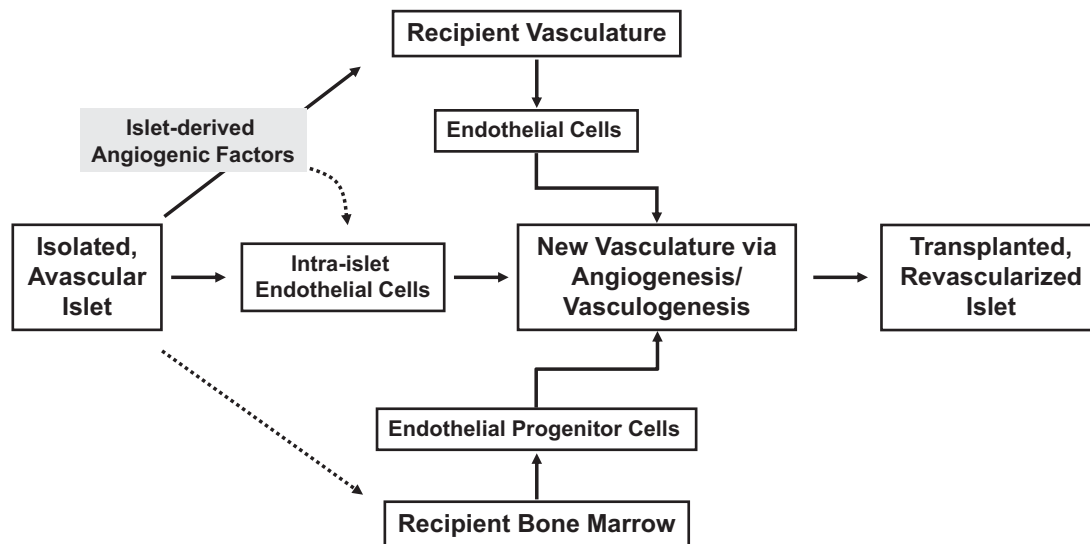 Recipient Vasculature
Endothelial Cells
Islet-derived
Angiogenic Factors
Isolated,
Avascular
Islet
Intra-islet
Endothelial Cells
New Vasculature via
Angiogenesis/
Vasculogenesis
Transplanted,
Revascularized
Islet
Endothelial Progenitor Cells
Recipient Bone Marrow